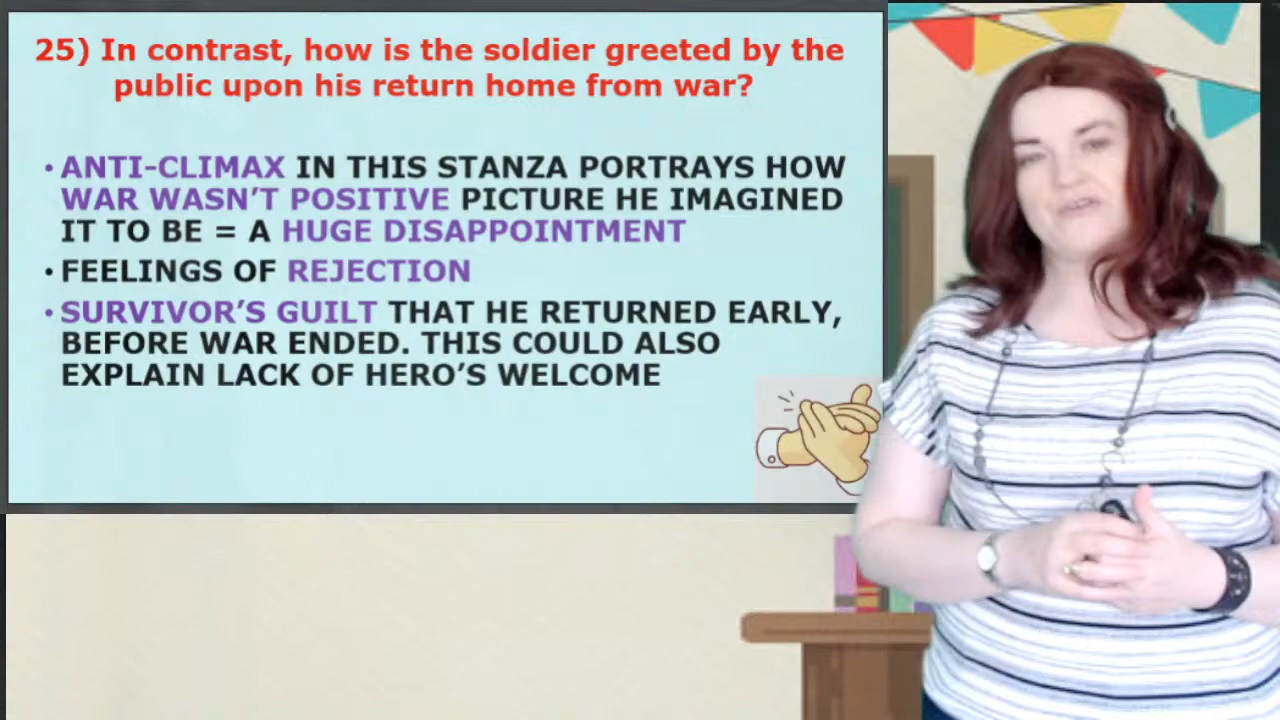 25) In contrast, how is the soldier greeted by the
public upon his return home from war?
• ANTI-CLIMAX IN THIS STANZA PORTRAYS HOW
WAR WASN'T POSITIVE PICTURE HE IMAGINED
IT TO BE = A HUGE DISAPPOINTMENT
• FEELINGS OF REJECTION
• SURVIVOR'S GUILT THAT HE RETURNED EARLY,
BEFORE WAR ENDED. THIS COULD ALSO
EXPLAIN LACK OF HERO'S WELCOME